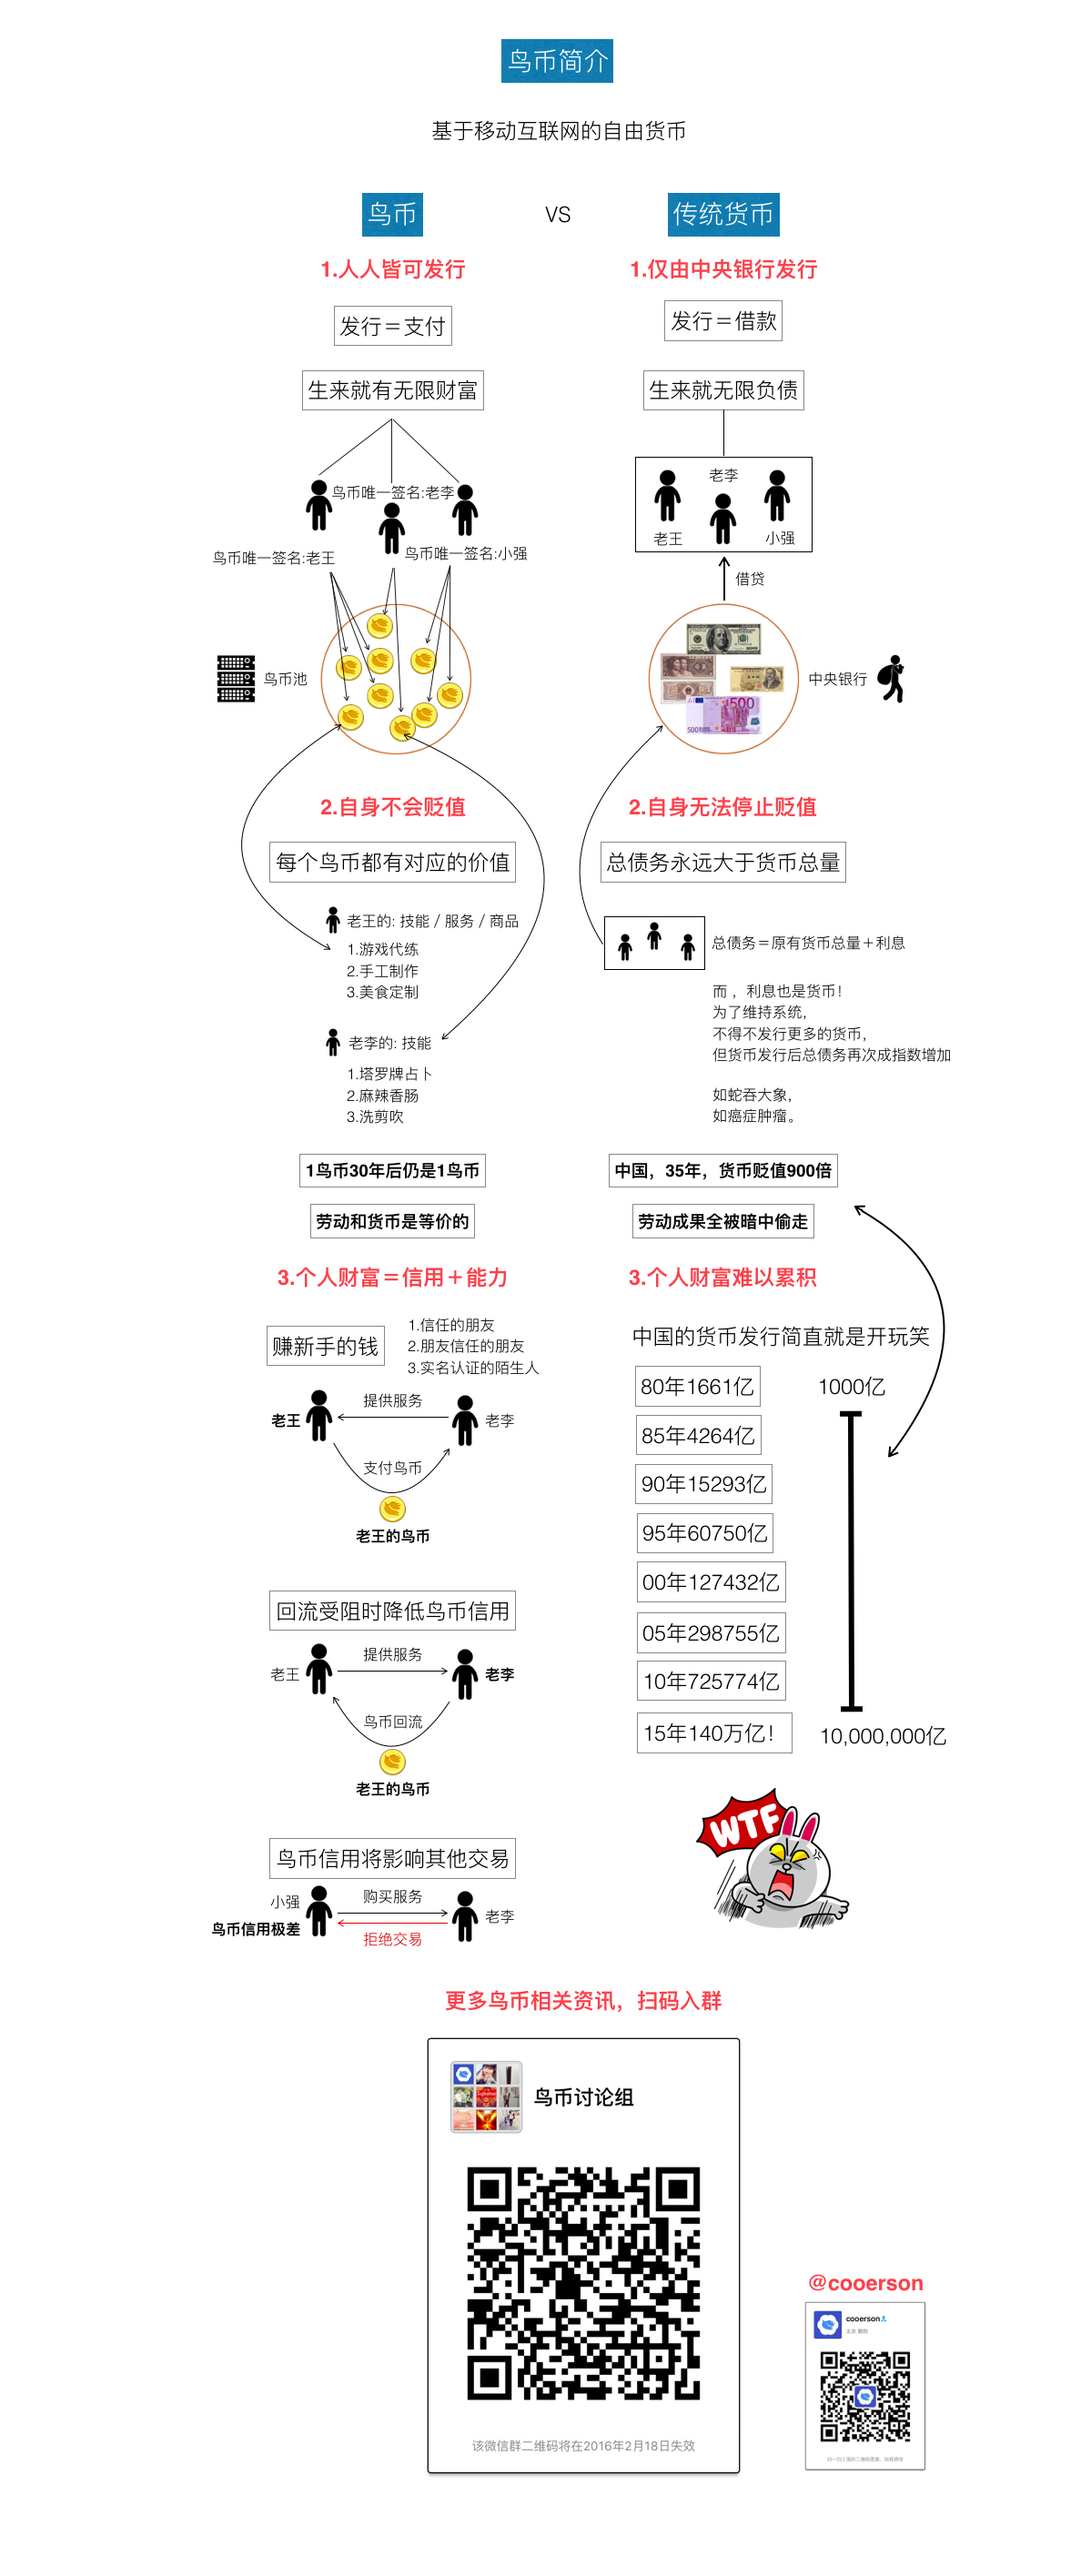 鸟币简介
基于移动互联网的自由货币
鸟币
VS
传统货币
1.人人皆可发行
发行＝支付
生来就有无限财富
鸟币唯一签名:老李
鸟币唯一签名:老王
鸟币唯一签名:小强
鸟币池
1.仅由中央银行发行
发行＝借款
生来就无限负债
老李
老王
小强
借贷
中央银行
500
2.自身不会贬值
每个鸟币都有对应的价值
老王的: 技能 / 服务 / 商品
1.游戏代练
2.手工制作
3.美食定制
老李的: 技能
1.塔罗牌占卜
2.麻辣香肠
3.洗剪吹
1鸟币30年后仍是1鸟币
劳动和货币是等价的
2.自身无法停止贬值
总债务永远大于货币总量
总债务＝原有货币总量＋利息
而，利息也是货币！
为了维持系统，
不得不发行更多的货币，
但货币发行后总债务再次成指数增加
如蛇吞大象，
如癌症肿瘤。
中国，35年，货币贬值900倍
劳动成果全被暗中偷走
3.个人财富＝信用＋能力
赚新手的钱
1.信任的朋友
2.朋友信任的朋友
3.实名认证的陌生人
提供服务
老王
老李
支付鸟币
老王的鸟币
回流受阻时降低鸟币信用
提供服务
老王
老李
鸟币回流
老王的鸟币
鸟币信用将影响其他交易
小强
购买服务
老李
鸟币信用极差
拒绝交易
3.个人财富难以累积
中国的货币发行简直就是开玩笑
80年1661亿
1000亿
85年4264亿
90年15293亿
95年60750亿
00年127432亿
05年298755亿
10年725774亿
15年140万亿！
10,000,000亿
WTF
更多鸟币相关资讯，扫码入群
鸟币讨论组
该微信群二维码将在2016年2月18日失效
@cooerson
cooerson